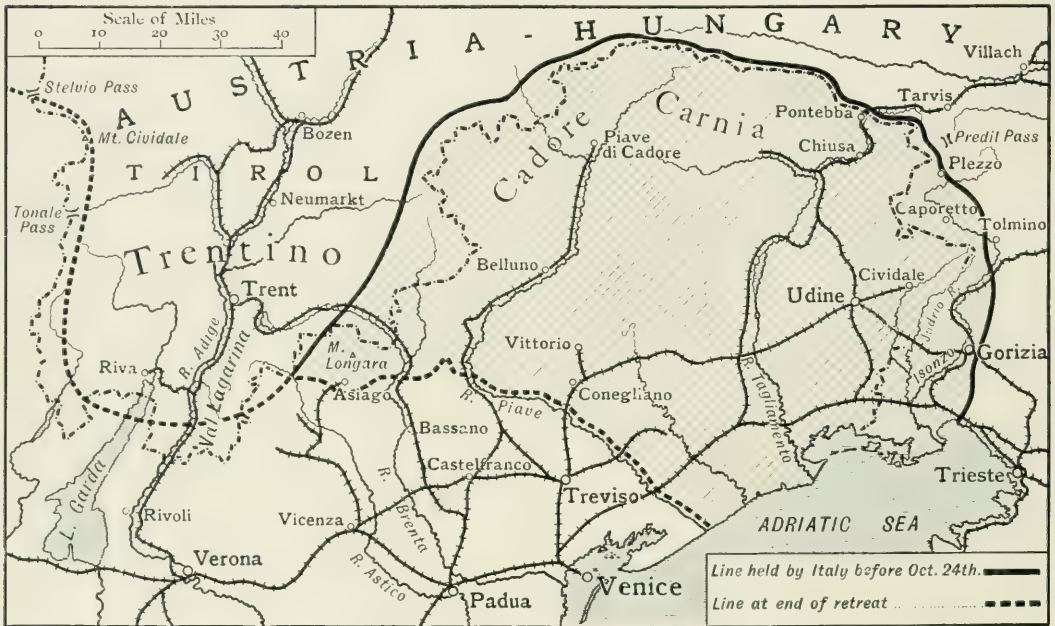 Scale of Miles
0 10 20 30 40
AUSTRIA-HUNGARY
Villach
Stelvio Pass
Mt. Cividale
Bozen
Cadore
Carnia
Pontebba
Tarvis
Piave
di Cadore
Chiusa
Predil Pass
Plezzo
TIROL
Neumarkt
Tonale
Pass
Caporetto
Tolmino
Trentino
Belluno
Cividale
Trent
Udine
Judrio R.
R. Adige
M.
Longara
Vittorio
Gorizia
Isonzo
Riva
Val Lagarina
Asiago
R. Piave
Conegliano
R. Tagliamento
Bassano
Castelfranco
Treviso
Trieste
L. Garda
Rivoli
Vicenza
R. Brenta
ADRIATIC SEA
Verona
R. Astico
Padua
Venice
Line held by Italy before Oct. 24th.
Line at end of retreat